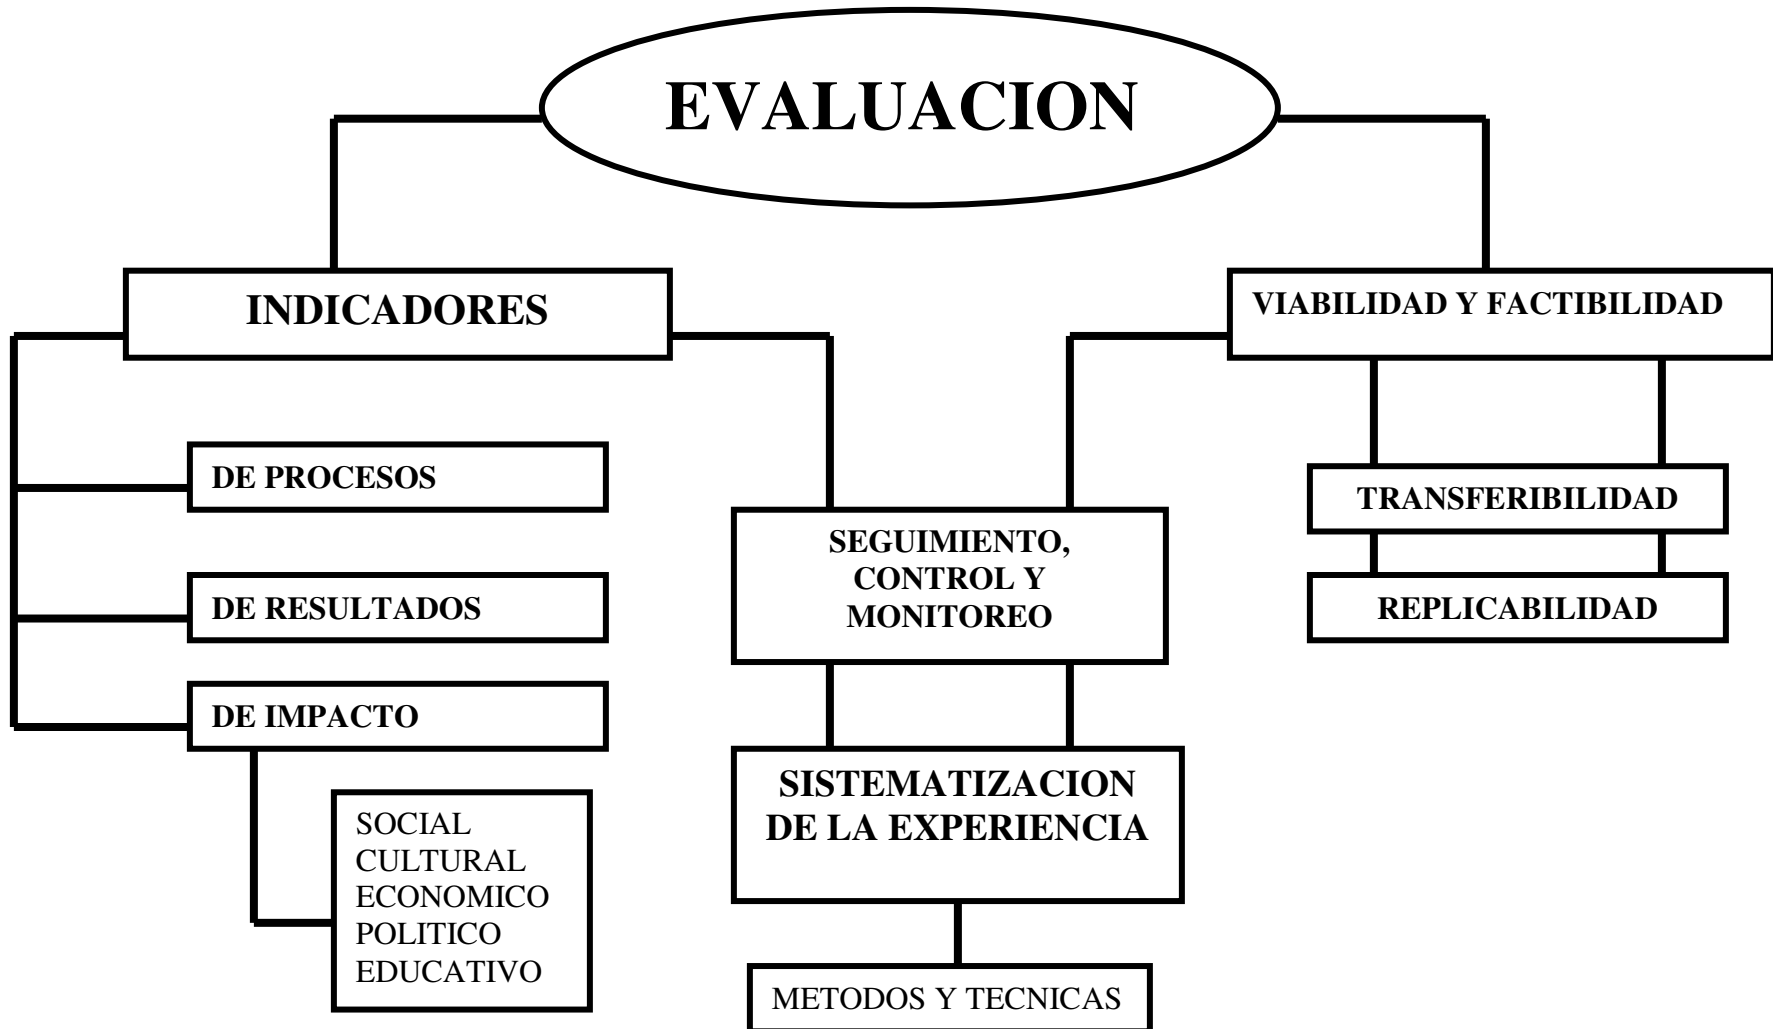 EVALUACION
INDICADORES
VIABILIDAD Y FACTIBILIDAD
DE PROCESOS
DE RESULTADOS
DE IMPACTO
SOCIAL
CULTURAL
ECONOMICO
POLITICO
EDUCATIVO
SEGUIMIENTO,
CONTROL Y
MONITOREO
SISTEMATIZACION
DE LA EXPERIENCIA
METODOS Y TECNICAS
TRANSFERIBILIDAD
REPLICABILIDAD